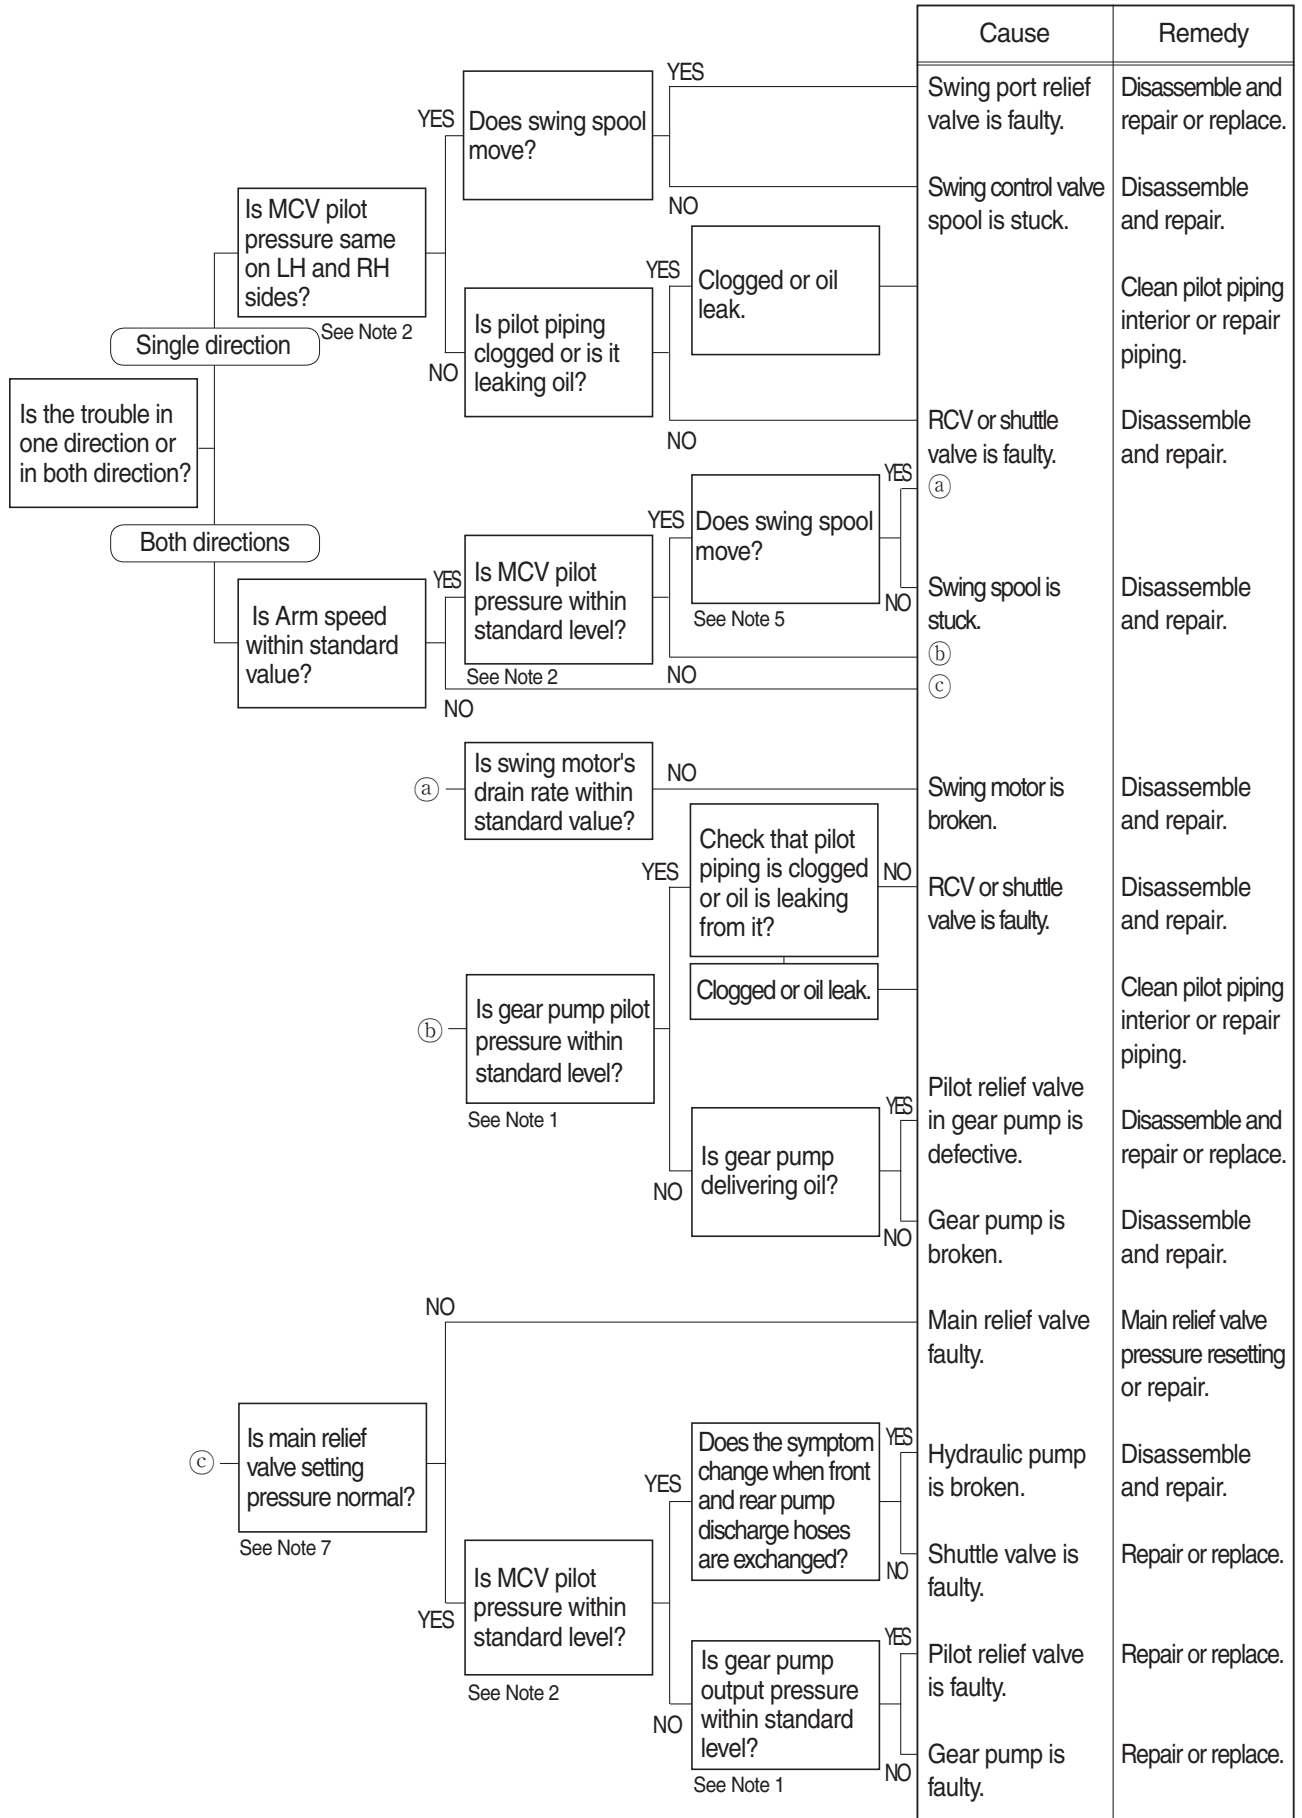 Cause
Remedy
YES
Does swing spool
move?
YES
Swing port relief
valve is faulty.
Disassemble and
repair or replace.
NO
Swing control valve
spool is stuck.
Disassemble
and repair.
Is MCV pilot
pressure same
on LH and RH
sides?
See Note 2
Single direction
NO
Is pilot piping
clogged or is it
leaking oil?
YES
Clogged or oil
leak.
Clean pilot piping
interior or repair
piping.
NO
RCV or shuttle
valve is faulty.
Disassemble
and repair.
Is the trouble in
one direction or
in both direction?
Both directions
Is Arm speed
within standard
value?
YES
Is MCV pilot
pressure within
standard level?
See Note 2
YES
Does swing spool
move?
See Note 5
YES
ⓐ
NO
Swing spool is
stuck.
Disassemble
and repair.
NO
ⓑ
NO
ⓒ
ⓐ
Is swing motor's
drain rate within
standard value?
NO
Swing motor is
broken.
Disassemble
and repair.
ⓑ
Is gear pump pilot
pressure within
standard level?
See Note 1
YES
Check that pilot
piping is clogged
or oil is leaking
from it?
NO
RCV or shuttle
valve is faulty.
Disassemble
and repair.
Clogged or oil leak.
Clean pilot piping
interior or repair
piping.
NO
Is gear pump
delivering oil?
YES
Pilot relief valve
in gear pump is
defective.
Disassemble and
repair or replace.
NO
Gear pump is
broken.
Disassemble
and repair.
ⓒ
Is main relief
valve setting
pressure normal?
See Note 7
NO
Main relief valve
faulty.
Main relief valve
pressure resetting
or repair.
YES
Is MCV pilot
pressure within
standard level?
See Note 2
YES
Does the symptom
change when front
and rear pump
discharge hoses
are exchanged?
YES
Hydraulic pump
is broken.
Disassemble
and repair.
NO
Shuttle valve is
faulty.
Repair or replace.
NO
Is gear pump
output pressure
within standard
level?
See Note 1
YES
Pilot relief valve
is faulty.
Repair or replace.
NO
Gear pump is
faulty.
Repair or replace.